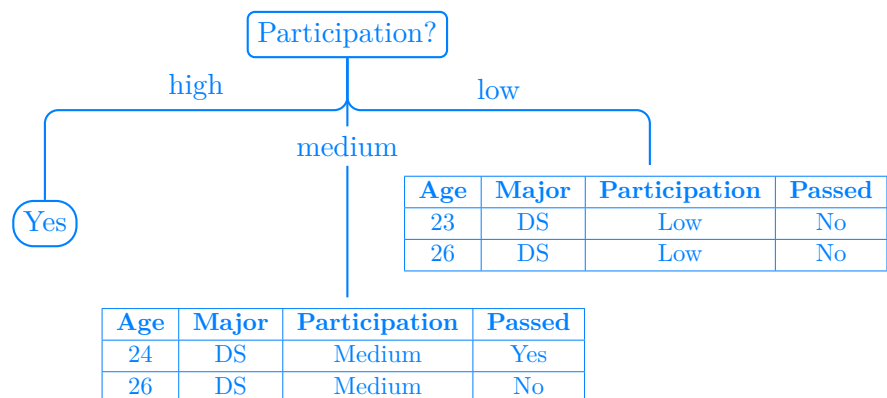 Participation?
high
low
medium
Yes
Age Major Participation Passed
23 DS Low No
26 DS Low No
Age Major Participation Passed
24 DS Medium Yes
26 DS Medium No